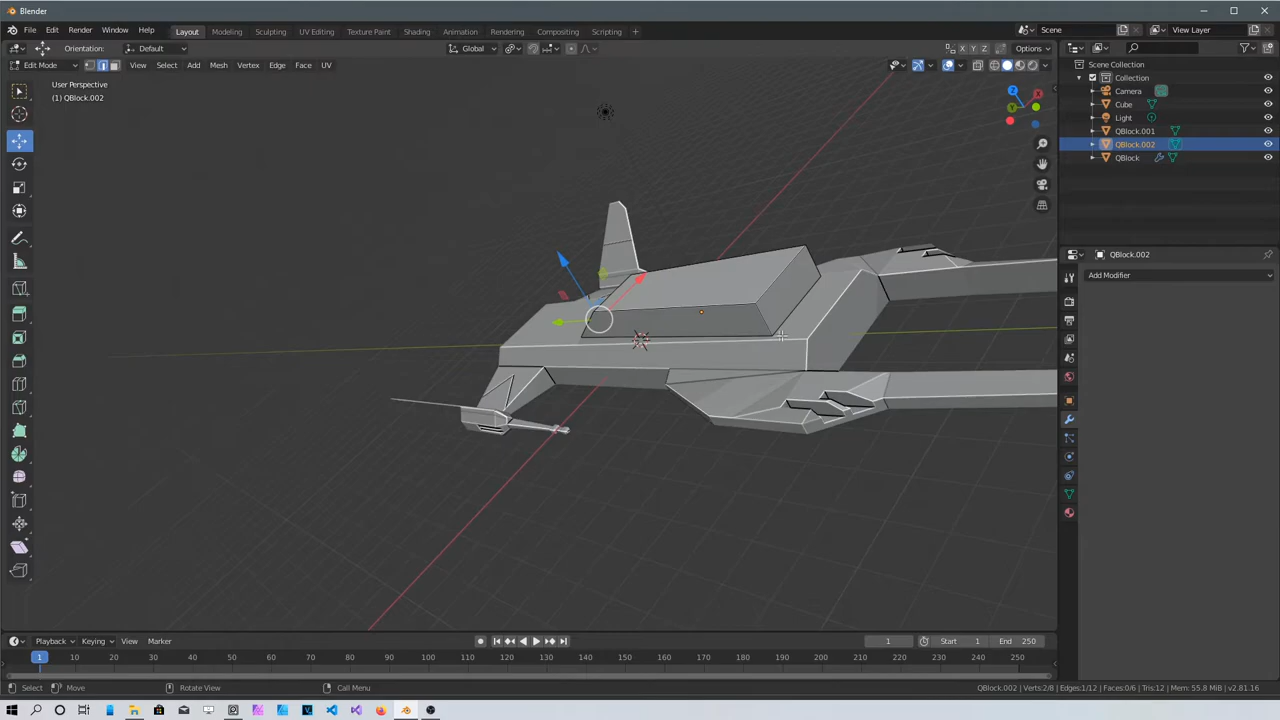 Blender
File Edit Render Window Help Layout Modeling Sculpting UV Editing Texture Paint Shading Animation Rendering Compositing Scripting + Scene View Layer
Orientation: Default Global X Y Z Options
Edit Mode View Select Add Mesh Vertex Edge Face UV
User Perspective
(1) QBlock.002
Z
X
Y
Scene Collection
Collection
Camera
Cube
Light
QBlock.001
QBlock.002
QBlock
QBlock.002
Add Modifier
Playback Keying View Marker 1 Start 1 End 250
1 10 20 30 40 50 60 70 80 90 100 110 120 130 140 150 160 170 180 190 200 210 220 230 240 250
Select Move Rotate View Call Menu QBlock.002 | Verts:2/8 | Edges:1/12 | Faces:0/6 | Tris:12 | Mem: 55.8 MiB | v2.81.16